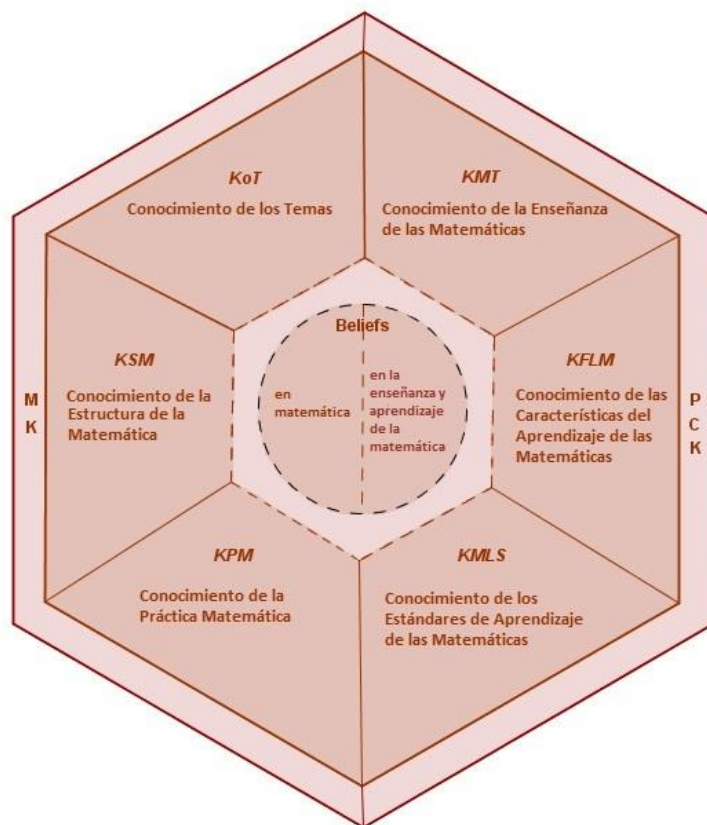 KoT
Conocimiento de los Temas
KMT
Conocimiento de la Enseñanza
de las Matemáticas
KSM
Conocimiento de la
Estructura de la
Matemática
Beliefs
en
matemática
en la
enseñanza y
aprendizaje
de la
matemática
KFLM
Conocimiento de las
Características del
Aprendizaje de las
Matemáticas
M
K
P
C
K
KPM
Conocimiento de la
Práctica Matemática
KMLS
Conocimiento de los
Estándares de Aprendizaje
de las Matemáticas